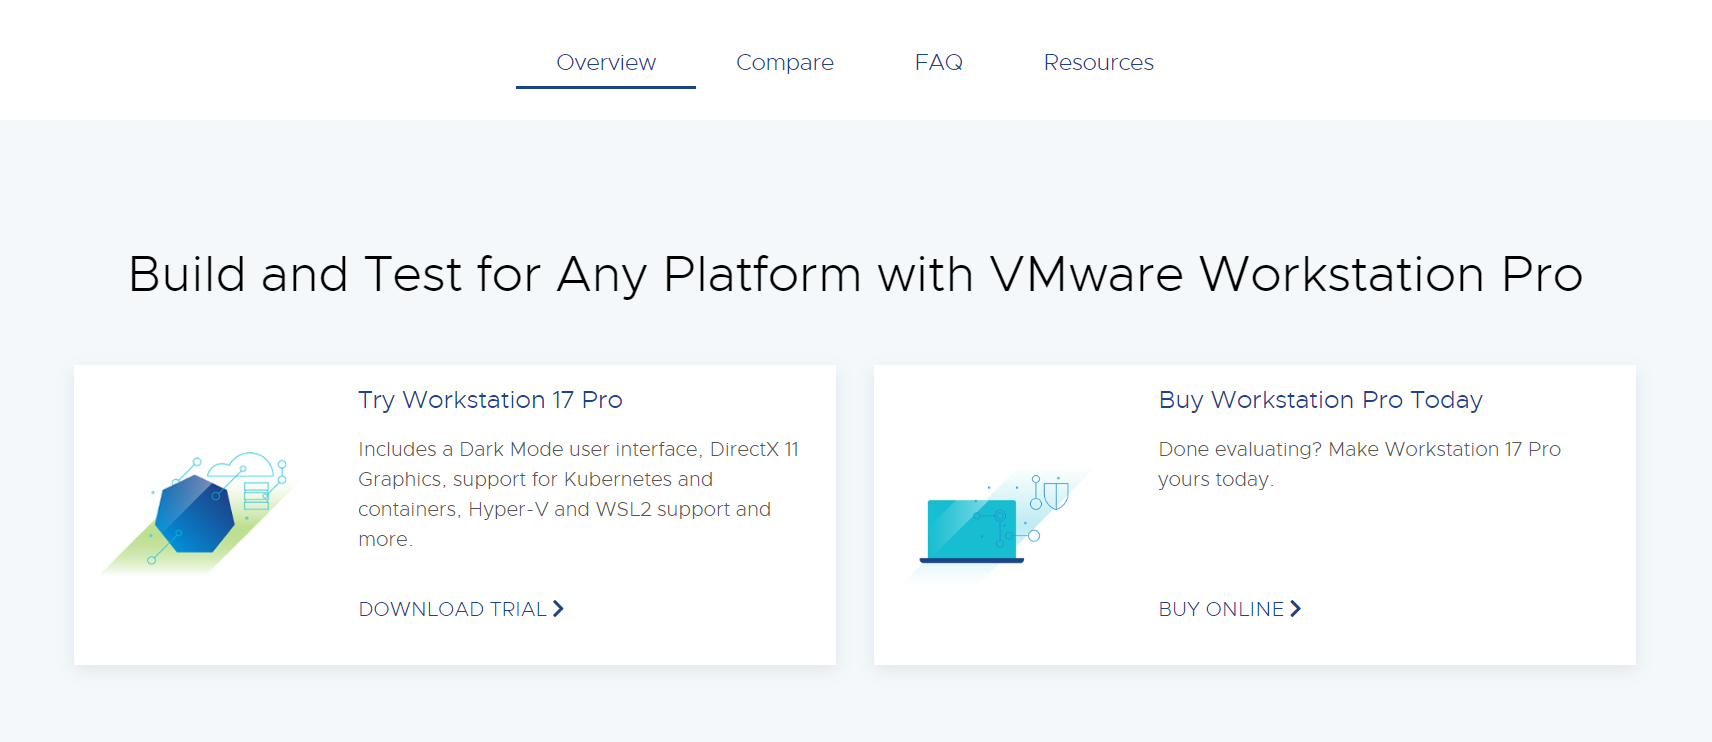 Overview Compare FAQ Resources
Build and Test for Any Platform with VMware Workstation Pro
Try Workstation 17 Pro
Includes a Dark Mode user interface, DirectX 11
Graphics, support for Kubernetes and
containers, Hyper-V and WSL2 support and
more.
DOWNLOAD TRIAL
Buy Workstation Pro Today
Done evaluating? Make Workstation 17 Pro
yours today.
BUY ONLINE